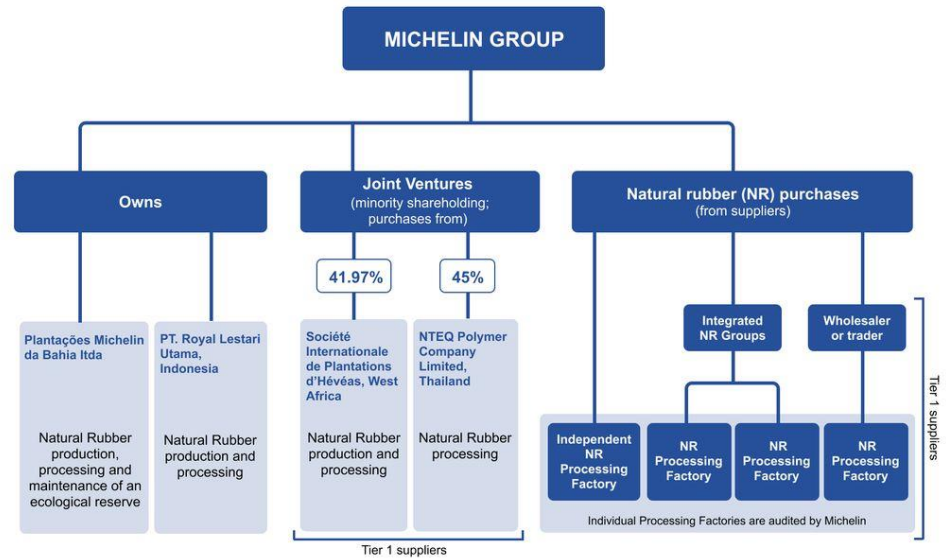 MICHELIN GROUP
Owns
Joint Ventures
(minority shareholding;
purchases from)
Natural rubber (NR) purchases
(from suppliers)
41.97%
45%
Plantações Michelin
da Bahia ltda
Natural Rubber
production,
processing and
maintenance of an
ecological reserve
PT. Royal Lestari
Utama,
Indonesia
Natural Rubber
production and
processing
Société
Internationale
de Plantations
d'Hévéas, West
Africa
Natural Rubber
production and
processing
NTEQ Polymer
Company
Limited,
Thailand
Natural Rubber
processing
Tier 1 suppliers
Integrated
NR Groups
Wholesaler
or trader
Independent
NR
Processing
Factory
NR
Processing
Factory
NR
Processing
Factory
NR
Processing
Factory
Individual Processing Factories are audited by Michelin
Tier 1 suppliers